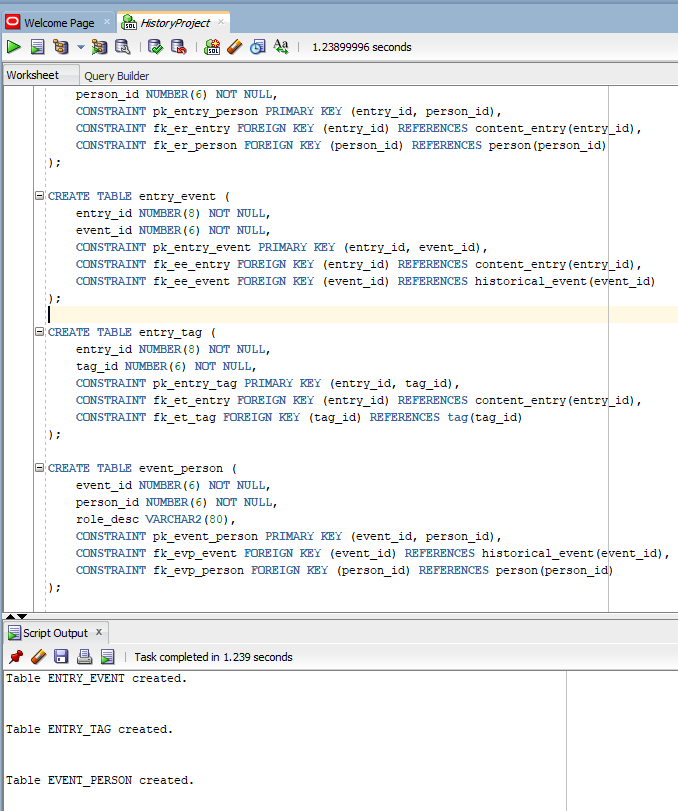 Welcome Page
HistoryProject
1.23899996 seconds
Worksheet
Query Builder
person_id NUMBER(6) NOT NULL,
CONSTRAINT pk_entry_person PRIMARY KEY (entry_id, person_id),
CONSTRAINT fk_er_entry FOREIGN KEY (entry_id) REFERENCES content_entry(entry_id),
CONSTRAINT fk_er_person FOREIGN KEY (person_id) REFERENCES person(person_id)
);
CREATE TABLE entry_event (
entry_id NUMBER(8) NOT NULL,
event_id NUMBER(6) NOT NULL,
CONSTRAINT pk_entry_event PRIMARY KEY (entry_id, event_id),
CONSTRAINT fk_ee_entry FOREIGN KEY (entry_id) REFERENCES content_entry(entry_id),
CONSTRAINT fk_ee_event FOREIGN KEY (event_id) REFERENCES historical_event(event_id)
);
CREATE TABLE entry_tag (
entry_id NUMBER(8) NOT NULL,
tag_id NUMBER(6) NOT NULL,
CONSTRAINT pk_entry_tag PRIMARY KEY (entry_id, tag_id),
CONSTRAINT fk_et_entry FOREIGN KEY (entry_id) REFERENCES content_entry(entry_id),
CONSTRAINT fk_et_tag FOREIGN KEY (tag_id) REFERENCES tag(tag_id)
);
CREATE TABLE event_person (
event_id NUMBER(6) NOT NULL,
person_id NUMBER(6) NOT NULL,
role_desc VARCHAR2(80),
CONSTRAINT pk_event_person PRIMARY KEY (event_id, person_id),
CONSTRAINT fk_evp_event FOREIGN KEY (event_id) REFERENCES historical_event(event_id),
CONSTRAINT fk_evp_person FOREIGN KEY (person_id) REFERENCES person(person_id)
);
Script Output
Task completed in 1.239 seconds
Table ENTRY_EVENT created.
Table ENTRY_TAG created.
Table EVENT_PERSON created.